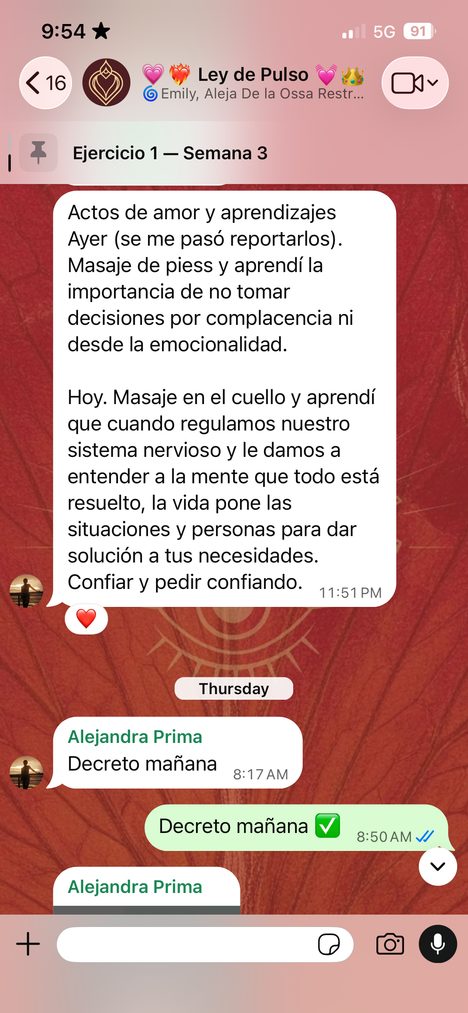 9:54 ★ 5G 91
16 💗❤️‍🔥 Ley de Pulso 💓👑
🌀Emily, Aleja De la Ossa Restr...
Ejercicio 1 — Semana 3
Actos de amor y aprendizajes
Ayer (se me pasó reportarlos).
Masaje de piess y aprendí la
importancia de no tomar
decisiones por complacencia ni
desde la emocionalidad.
Hoy. Masaje en el cuello y aprendí
que cuando regulamos nuestro
sistema nervioso y le damos a
entender a la mente que todo está
resuelto, la vida pone las
situaciones y personas para dar
solución a tus necesidades.
Confiar y pedir confiando. 11:51 PM
❤️
Thursday
Alejandra Prima
Decreto mañana 8:17 AM
Decreto mañana ✅ 8:50 AM
Alejandra Prima